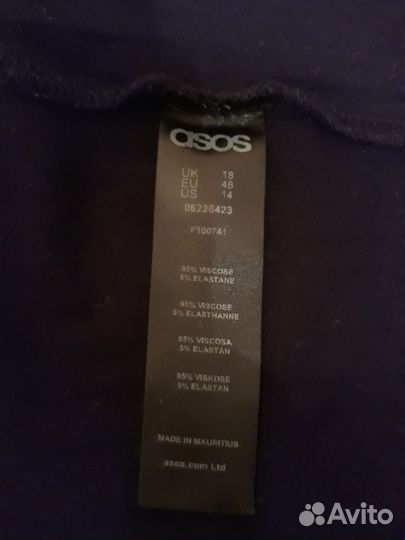 asos
UK 18
EU 46
US 14
06226423
F100741
95% VISCOSE
5% ELASTANE
95% VISCOSE
5% ELASTHANNE
95% VISCOSA
5% ELASTÁN
95% VISKOSE
5% ELASTAN
MADE IN MAURITIUS
asos.com Ltd
Avito